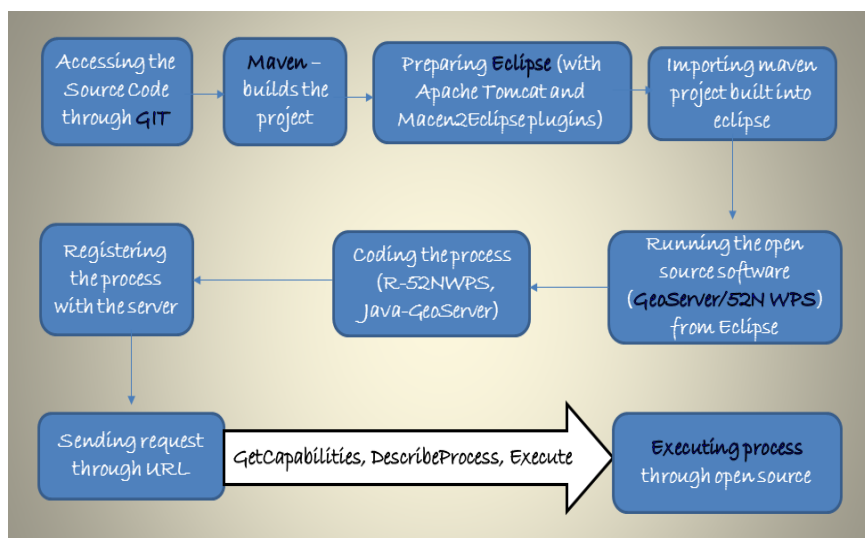 Accessing the
Source Code
through GIT
Maven –
builds the
project
Preparing Eclipse (with
Apache Tomcat and
Macen2Eclipse plugins)
Importing maven
project built into
eclipse
Running the open
source software
(GeoServer/52N WPS)
from Eclipse
Coding the process
(R-52NWPS,
Java-GeoServer)
Registering
the process
with the server
Sending request
through URL
GetCapabilities, DescribeProcess, Execute
Executing process
through open source